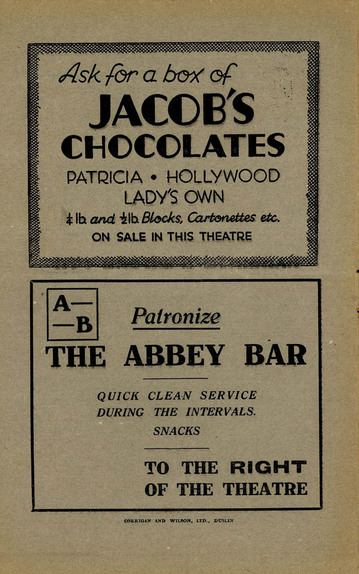 Ask for a box of
JACOB'S
CHOCOLATES
PATRICIA • HOLLYWOOD
LADY'S OWN
¼ lb. and ½ lb. Blocks, Cartonettes etc.
ON SALE IN THIS THEATRE
A—
—B
Patronize
THE ABBEY BAR
QUICK CLEAN SERVICE
DURING THE INTERVALS.
SNACKS
TO THE RIGHT
OF THE THEATRE
CORRIGAN AND WILSON, LTD., DUBLIN